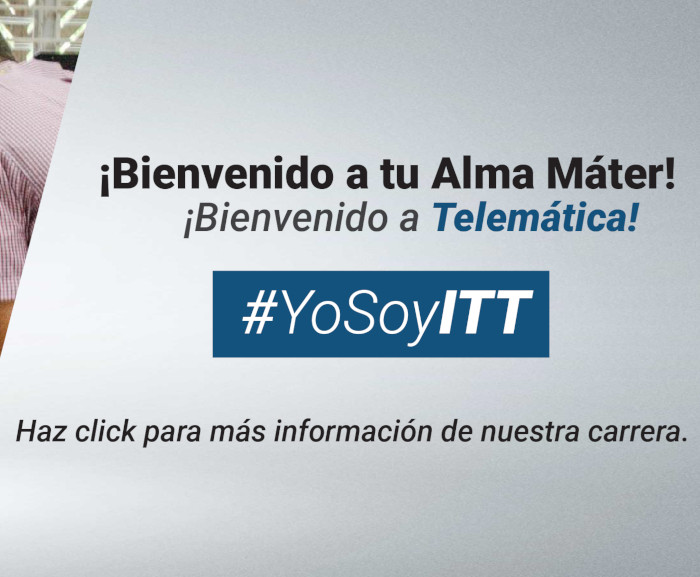 ¡Bienvenido a tu Alma Máter!
¡Bienvenido a Telemática!
#YoSoyITT
Haz click para más información de nuestra carrera.